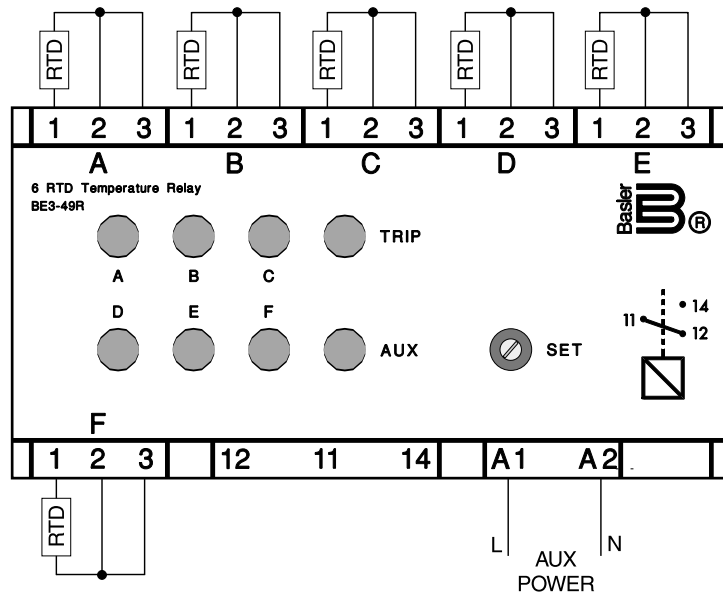 RTD RTD RTD RTD RTD
1 2 3 1 2 3 1 2 3 1 2 3 1 2 3
A B C D E
6 RTD Temperature Relay
BE3-49R
Basler
B ®
TRIP
A B C
D E F
14
11
12
AUX
SET
F
1 2 3 12 11 14 A1 A2
RTD
L N
AUX
POWER